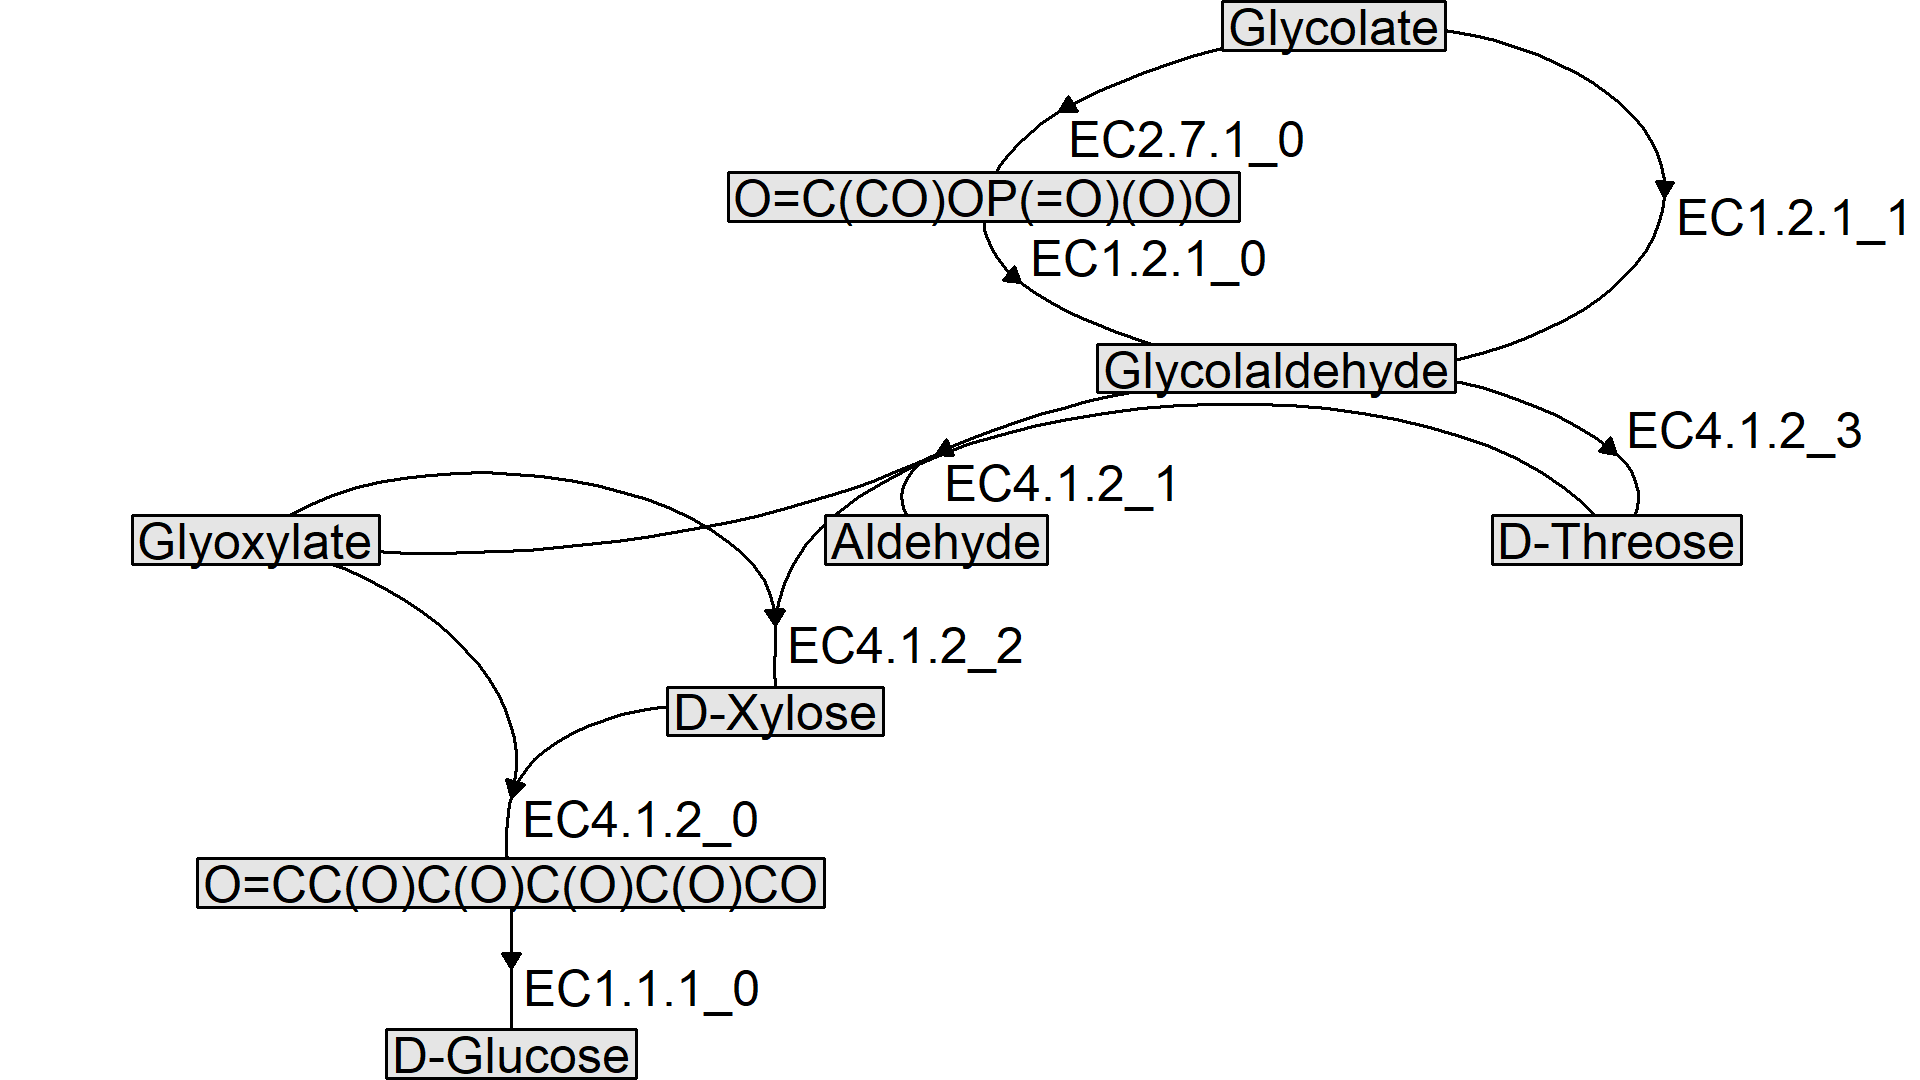 Glycolate
EC2.7.1_0
O=C(CO)OP(=O)(O)O
EC1.2.1_1
EC1.2.1_0
Glycolaldehyde
EC4.1.2_3
EC4.1.2_1
Glyoxylate
Aldehyde
D-Threose
EC4.1.2_2
D-Xylose
EC4.1.2_0
O=CC(O)C(O)C(O)C(O)CO
EC1.1.1_0
D-Glucose